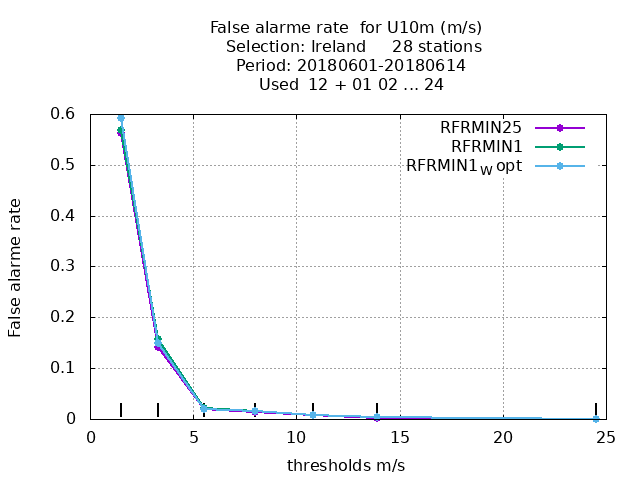 False alarme rate  for U10m (m/s)
Selection: Ireland     28 stations
Period: 20180601-20180614
Used  12 + 01 02 ... 24
RFRMIN25
RFRMIN1
RFRMIN1W opt
False alarme rate
0.6
0.5
0.4
0.3
0.2
0.1
0
0 5 10 15 20 25
thresholds m/s